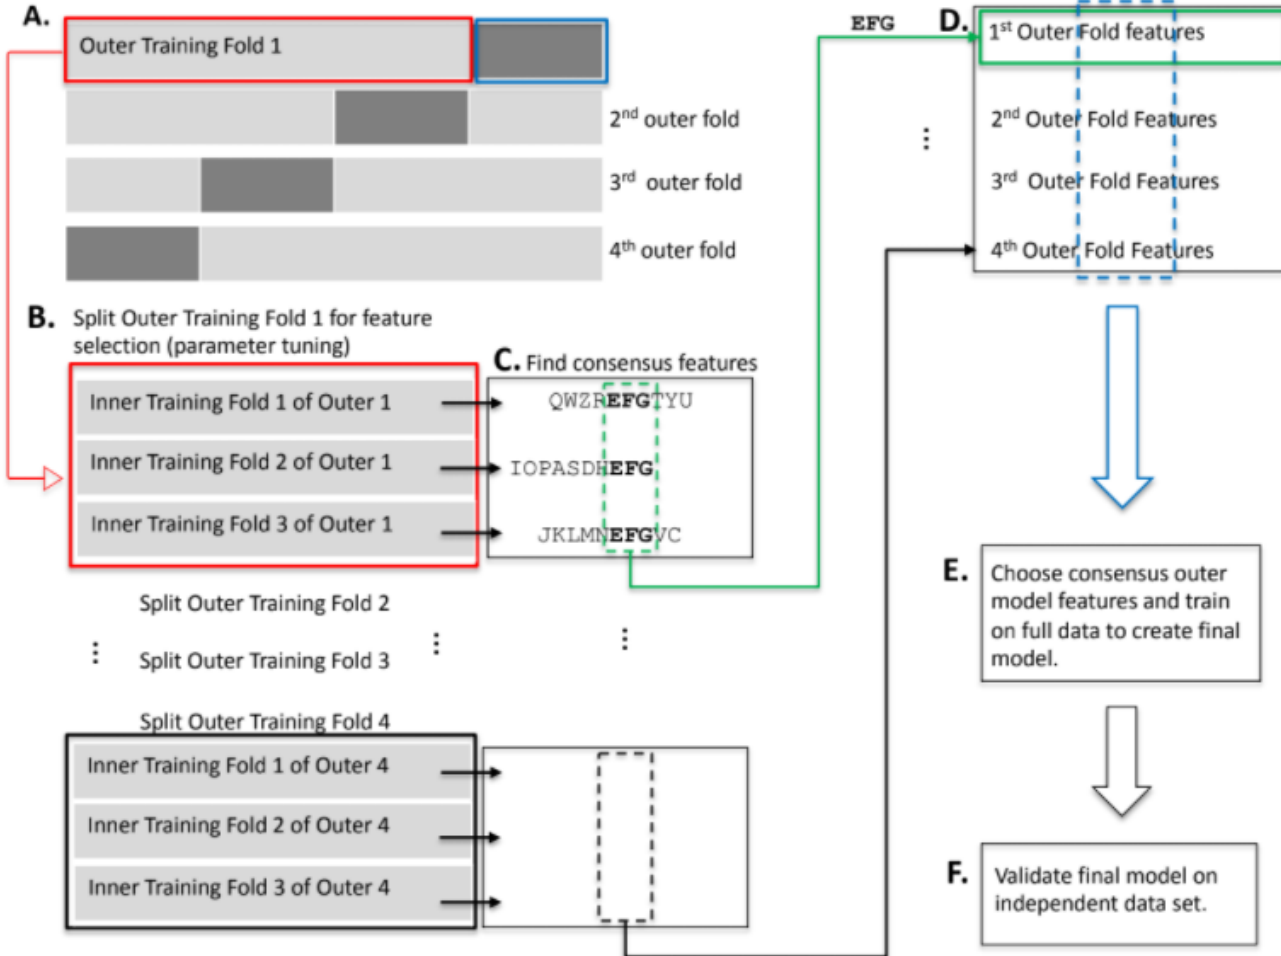 A.
Outer Training Fold 1
2nd outer fold
3rd outer fold
4th outer fold
B. Split Outer Training Fold 1 for feature
selection (parameter tuning)
Inner Training Fold 1 of Outer 1
Inner Training Fold 2 of Outer 1
Inner Training Fold 3 of Outer 1
C. Find consensus features
QWZREFGTYU
IOPASDHEFG
JKLMNEFGVC
Split Outer Training Fold 2
Split Outer Training Fold 3
Split Outer Training Fold 4
Inner Training Fold 1 of Outer 4
Inner Training Fold 2 of Outer 4
Inner Training Fold 3 of Outer 4
EFG
D.
1st Outer Fold features
2nd Outer Fold Features
3rd Outer Fold Features
4th Outer Fold Features
E. Choose consensus outer
model features and train
on full data to create final
model.
F. Validate final model on
independent data set.